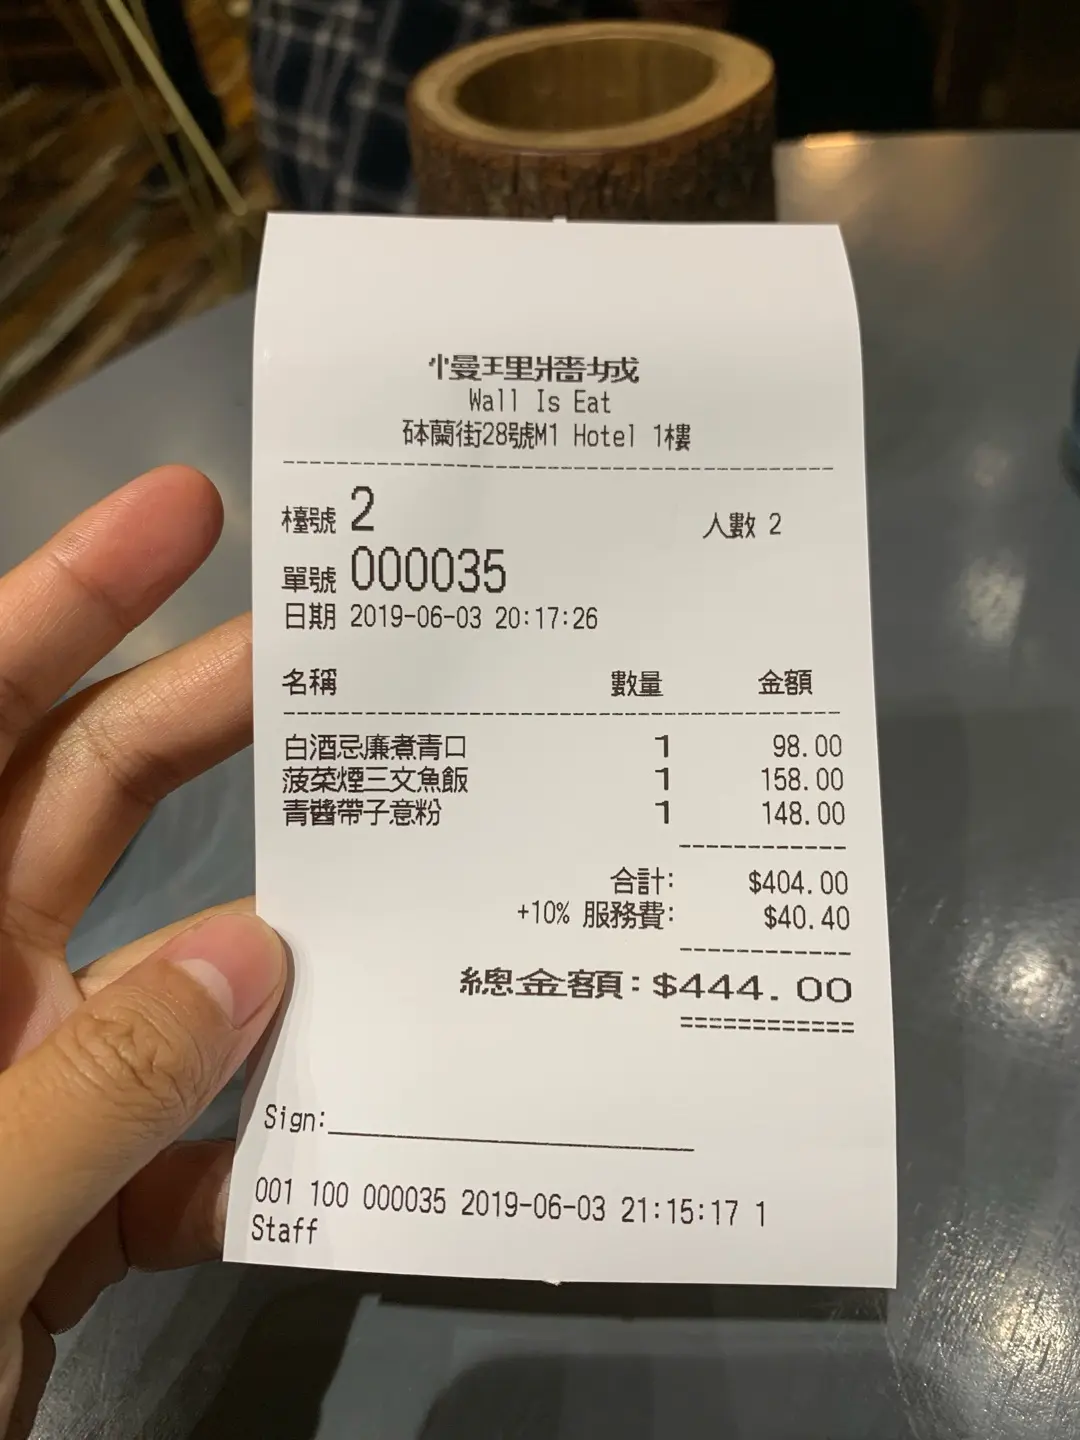 慢理牆城
Wall Is Eat
砵蘭街28號M1 Hotel 1樓
檯號 2
人數 2
單號 000035
日期 2019-06-03 20:17:26
名稱 數量 金額
白酒忌廉煮青口 1 98.00
菠菜煙三文魚飯 1 158.00
青醬帶子意粉 1 148.00
合計: $404.00
+10% 服務費: $40.40
總金額: $444.00
Sign:
001 100 000035 2019-06-03 21:15:17 1
Staff